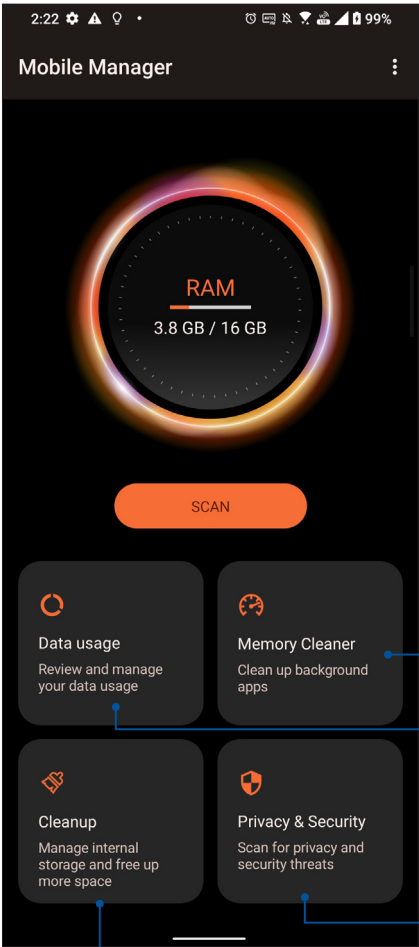 2:22 99%
Mobile Manager
RAM
3.8 GB / 16 GB
SCAN
Data usage
Review and manage
your data usage
Memory Cleaner
Clean up background
apps
Cleanup
Manage internal
storage and free up
more space
Privacy & Security
Scan for privacy and
security threats